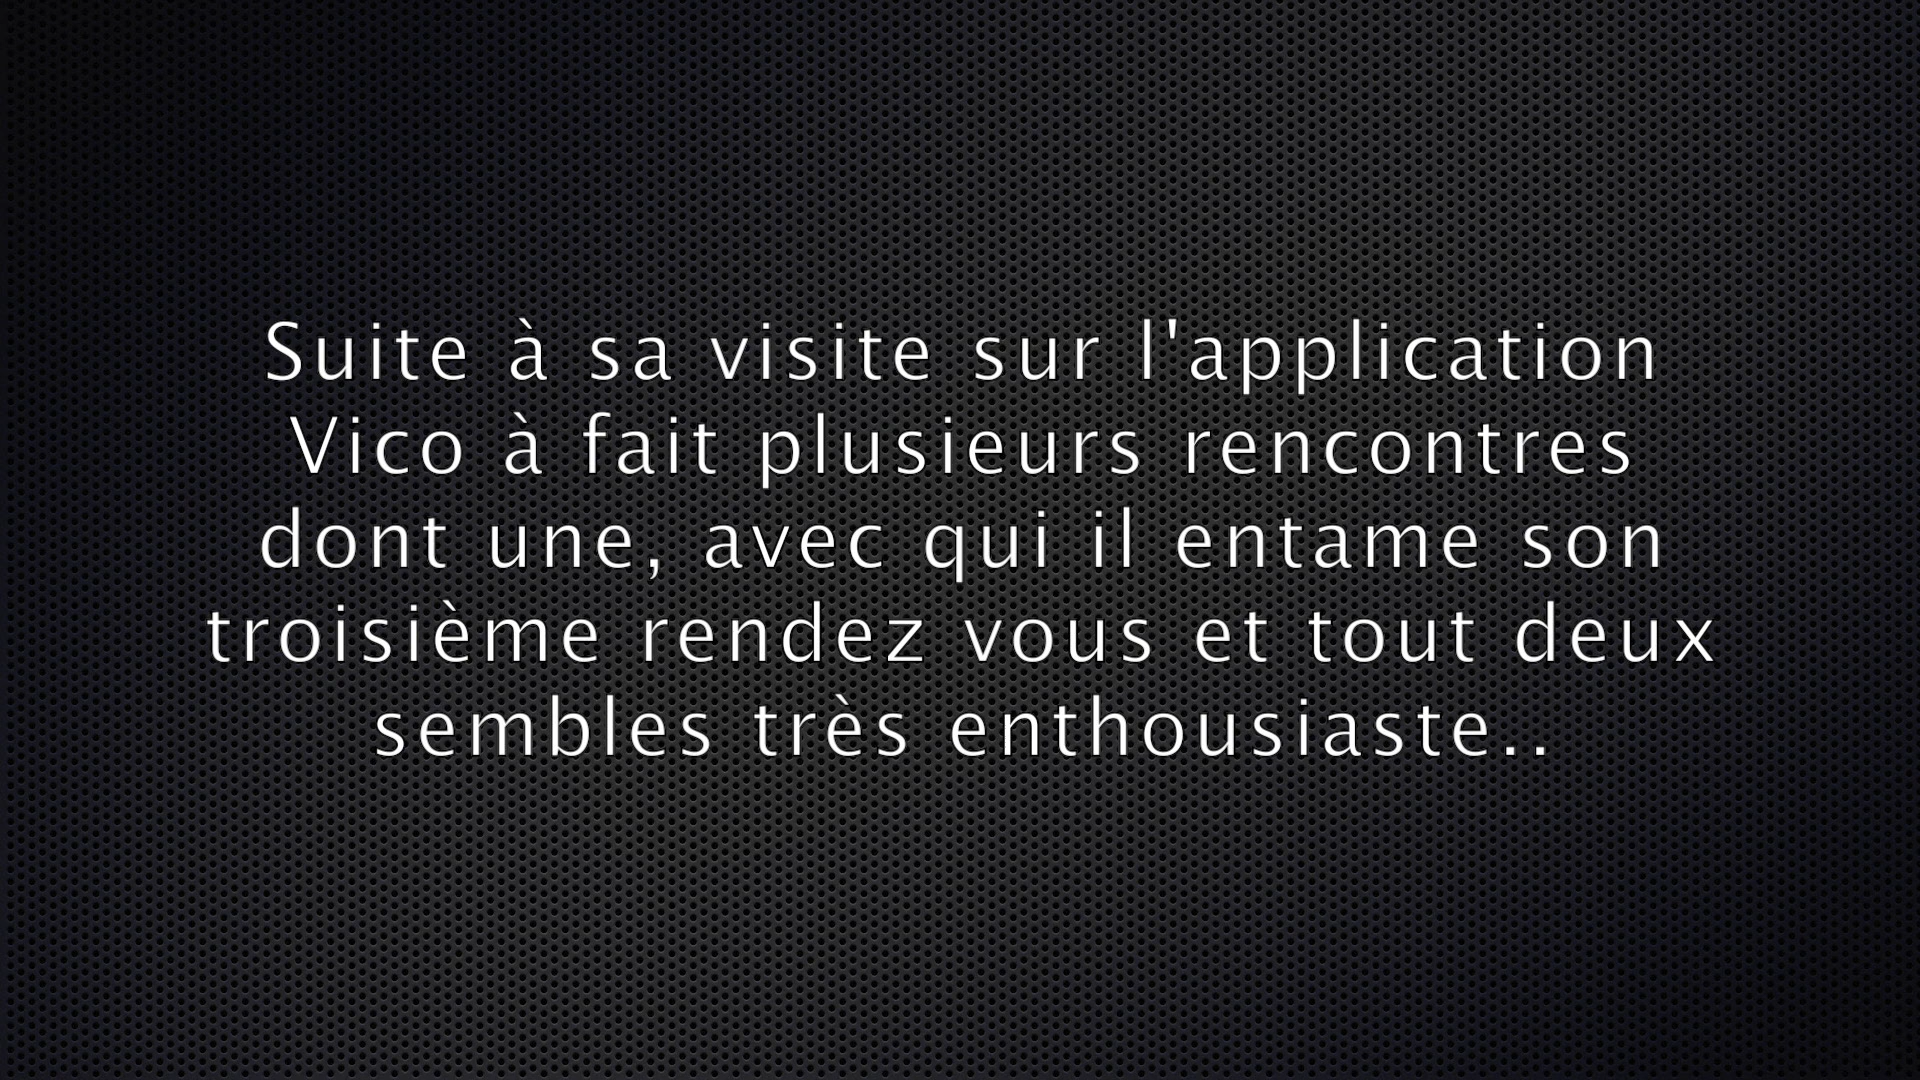 Suite à sa visite sur l'application
Vico à fait plusieurs rencontres
dont une, avec qui il entame son
troisième rendez vous et tout deux
sembles très enthousiaste..